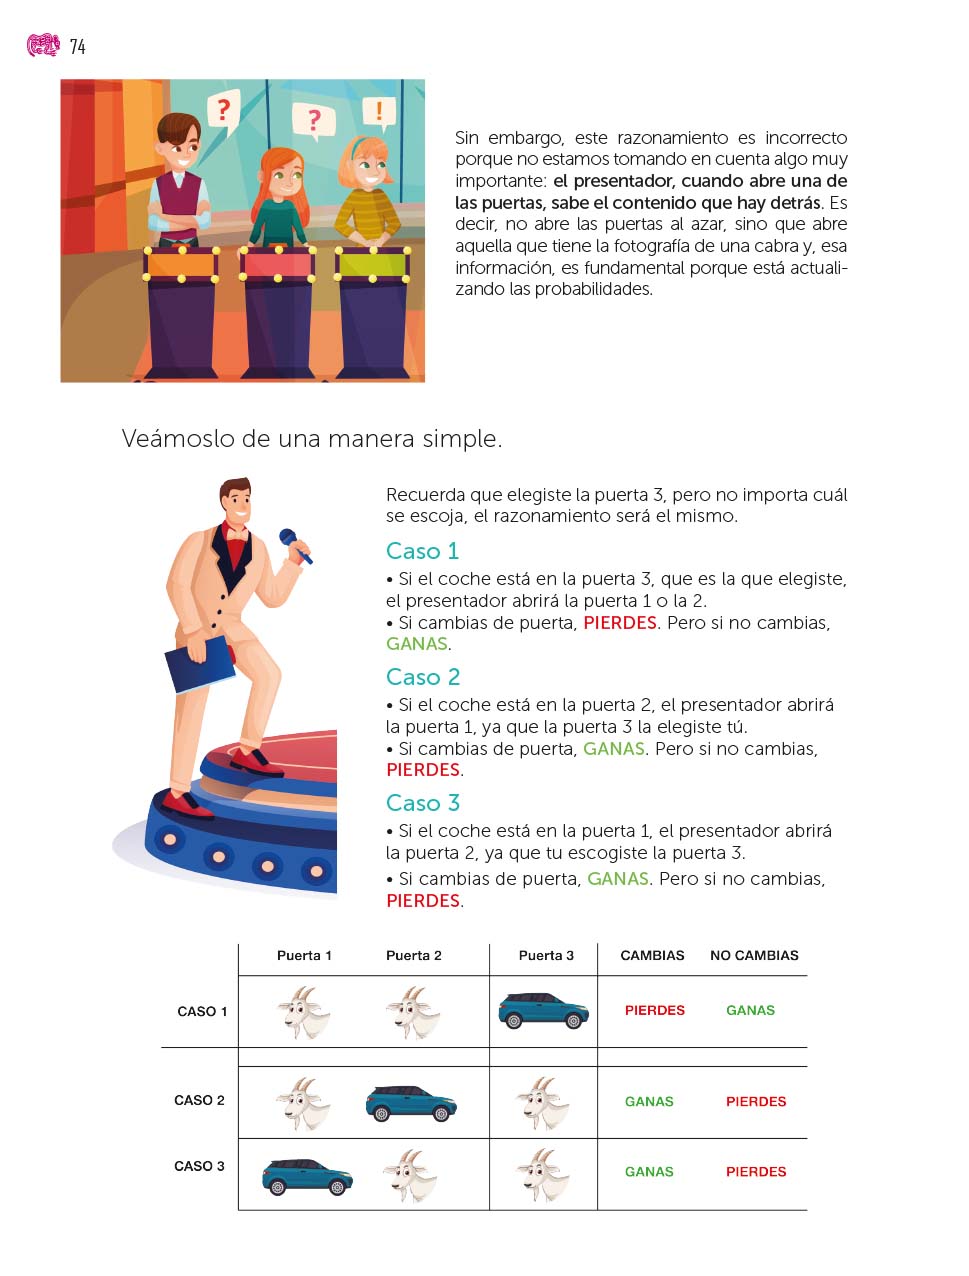 74
?
?
!
Sin embargo, este razonamiento es incorrecto
porque no estamos tomando en cuenta algo muy
importante: el presentador, cuando abre una de
las puertas, sabe el contenido que hay detrás. Es
decir, no abre las puertas al azar, sino que abre
aquella que tiene la fotografía de una cabra y, esa
información, es fundamental porque está actuali-
zando las probabilidades.
Veámoslo de una manera simple.
Recuerda que elegiste la puerta 3, pero no importa cuál
se escoja, el razonamiento será el mismo.
Caso 1
• Si el coche está en la puerta 3, que es la que elegiste,
el presentador abrirá la puerta 1 o la 2.
• Si cambias de puerta, PIERDES. Pero si no cambias,
GANAS.
Caso 2
• Si el coche está en la puerta 2, el presentador abrirá
la puerta 1, ya que la puerta 3 la elegiste tú.
• Si cambias de puerta, GANAS. Pero si no cambias,
PIERDES.
Caso 3
• Si el coche está en la puerta 1, el presentador abrirá
la puerta 2, ya que tu escogiste la puerta 3.
• Si cambias de puerta, GANAS. Pero si no cambias,
PIERDES.
Puerta 1 Puerta 2 Puerta 3 CAMBIAS NO CAMBIAS
CASO 1 PIERDES GANAS
CASO 2 GANAS PIERDES
CASO 3 GANAS PIERDES